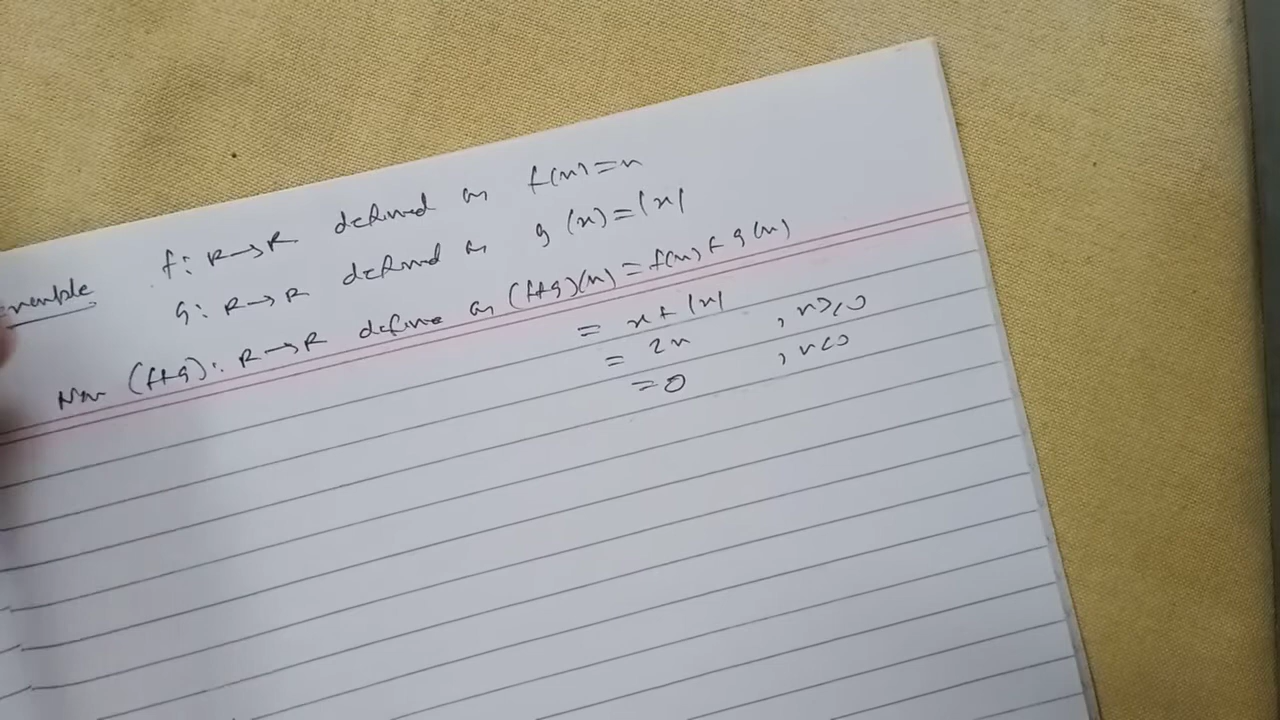 Example f: R→R defined as f(x)=x
g: R→R defined as g(x)=|x|
Now (f+g): R→R define as (f+g)(x)=f(x)+g(x)
= x+|x|
= 2x , x≥0
=0 , x<0